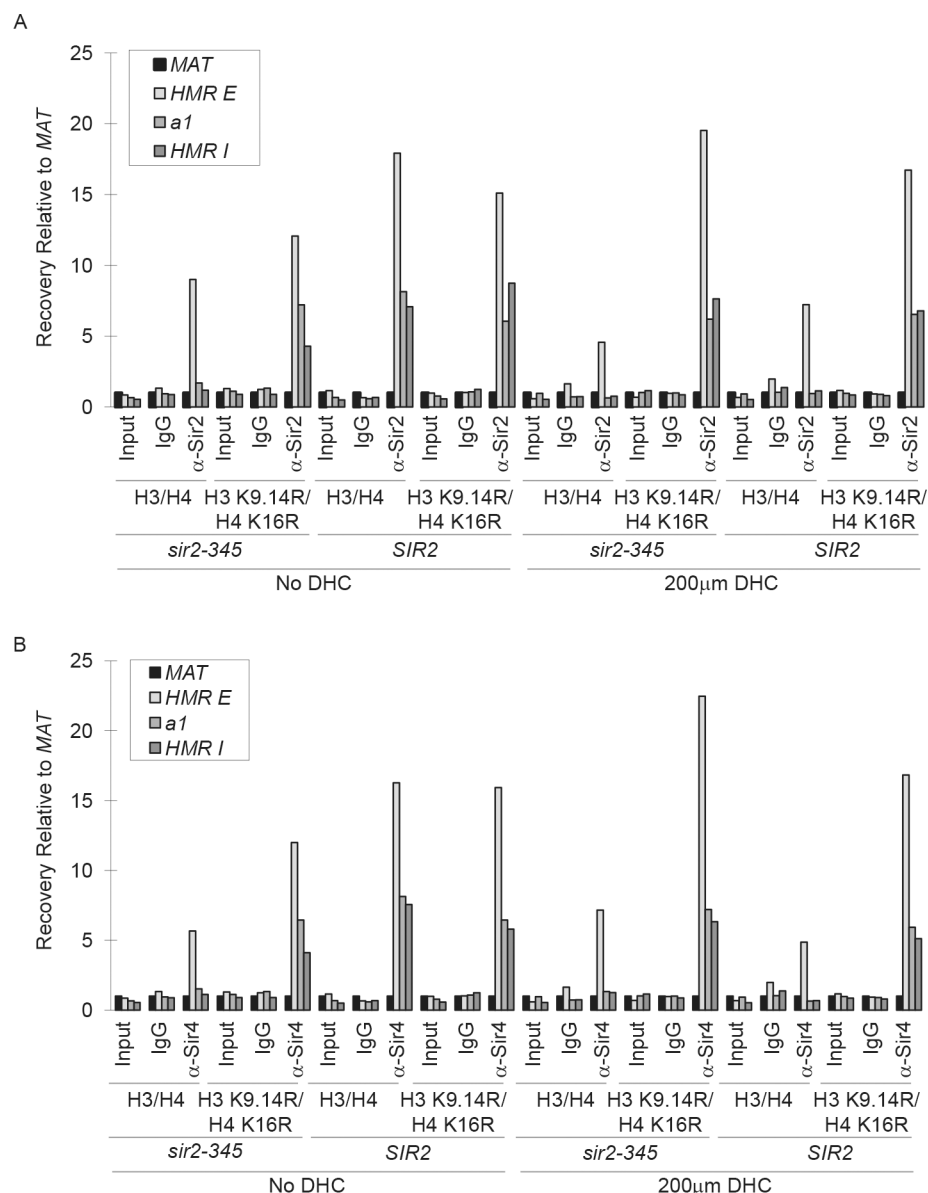 A
Recovery Relative to MAT
25
20
15
10
5
0
MAT
HMR E
a1
HMR I
Input IgG α-Sir2 Input IgG α-Sir2 Input IgG α-Sir2 Input IgG α-Sir2 Input IgG α-Sir2 Input IgG α-Sir2 Input IgG α-Sir2 Input IgG α-Sir2
H3/H4 H3 K9.14R/ H3/H4 H3 K9.14R/ H3/H4 H3 K9.14R/ H3/H4 H3 K9.14R/
H4 K16R H4 K16R H4 K16R H4 K16R
sir2-345 SIR2 sir2-345 SIR2
No DHC 200μm DHC
B
Recovery Relative to MAT
25
20
15
10
5
0
MAT
HMR E
a1
HMR I
Input IgG α-Sir4 Input IgG α-Sir4 Input IgG α-Sir4 Input IgG α-Sir4 Input IgG α-Sir4 Input IgG α-Sir4 Input IgG α-Sir4 Input IgG α-Sir4
H3/H4 H3 K9.14R/ H3/H4 H3 K9.14R/ H3/H4 H3 K9.14R/ H3/H4 H3 K9.14R/
H4 K16R H4 K16R H4 K16R H4 K16R
sir2-345 SIR2 sir2-345 SIR2
No DHC 200μm DHC